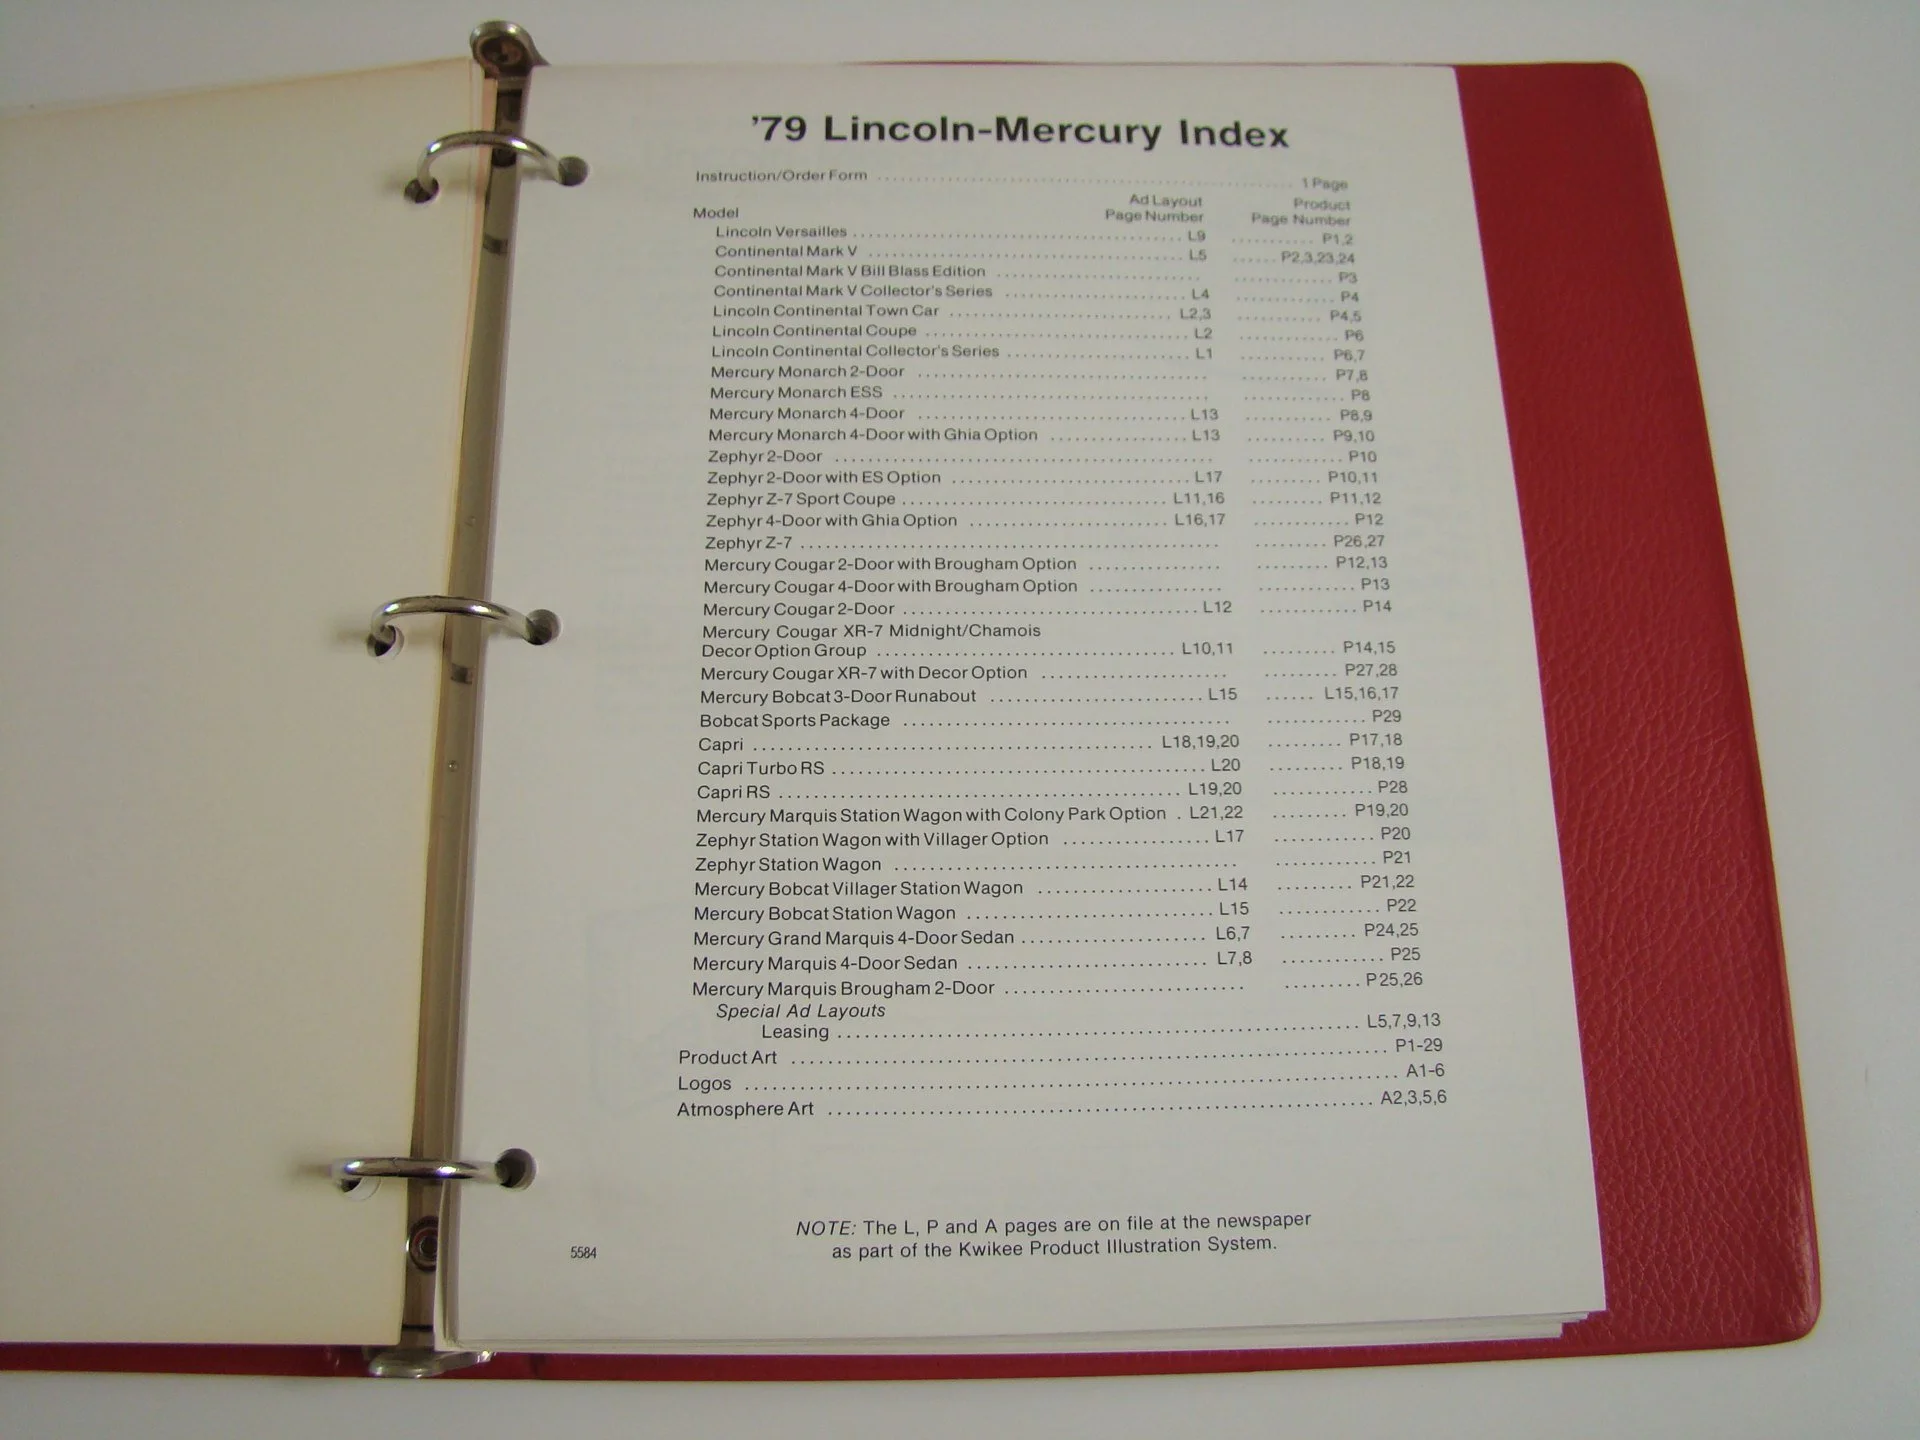 '79 Lincoln-Mercury Index
Instruction/Order Form ........ 1 Page
Model Ad Layout Page Number Product Page Number
Lincoln Versailles ........ L9 ........ P1,2
Continental Mark V ........ L5 ...... P2,3,23,24
Continental Mark V Bill Blass Edition ........ ........ P3
Continental Mark V Collector's Series ........ L4 ........ P4
Lincoln Continental Town Car ........ L2,3 ........ P4,5
Lincoln Continental Coupe ........ L2 ........ P6
Lincoln Continental Collector's Series ........ L1 ........ P6,7
Mercury Monarch 2-Door ........ ........ P7,8
Mercury Monarch ESS ........ ........ P8
Mercury Monarch 4-Door ........ L13 ........ P8,9
Mercury Monarch 4-Door with Ghia Option ........ L13 ........ P9,10
Zephyr 2-Door ........ ........ P10
Zephyr 2-Door with ES Option ........ L17 ........ P10,11
Zephyr Z-7 Sport Coupe ........ L11,16 ........ P11,12
Zephyr 4-Door with Ghia Option ........ L16,17 ........ P12
Zephyr Z-7 ........ ........ P26,27
Mercury Cougar 2-Door with Brougham Option ........ ........ P12,13
Mercury Cougar 4-Door with Brougham Option ........ ........ P13
Mercury Cougar 2-Door ........ L12 ........ P14
Mercury Cougar XR-7 Midnight/Chamois
Decor Option Group ........ L10,11 ........ P14,15
Mercury Cougar XR-7 with Decor Option ........ ........ P27,28
Mercury Bobcat 3-Door Runabout ........ L15 ...... L15,16,17
Bobcat Sports Package ........ ........ P29
Capri ........ L18,19,20 ........ P17,18
Capri Turbo RS ........ L20 ........ P18,19
Capri RS ........ L19,20 ........ P28
Mercury Marquis Station Wagon with Colony Park Option . L21,22 ........ P19,20
Zephyr Station Wagon with Villager Option ........ L17 ........ P20
Zephyr Station Wagon ........ ........ P21
Mercury Bobcat Villager Station Wagon ........ L14 ........ P21,22
Mercury Bobcat Station Wagon ........ L15 ........ P22
Mercury Grand Marquis 4-Door Sedan ........ L6,7 ........ P24,25
Mercury Marquis 4-Door Sedan ........ L7,8 ........ P25
Mercury Marquis Brougham 2-Door ........ ........ P25,26
Special Ad Layouts
Leasing ........ L5,7,9,13
Product Art ........ P1-29
Logos ........ A1-6
Atmosphere Art ........ A2,3,5,6
NOTE: The L, P and A pages are on file at the newspaper
as part of the Kwikee Product Illustration System.
5584